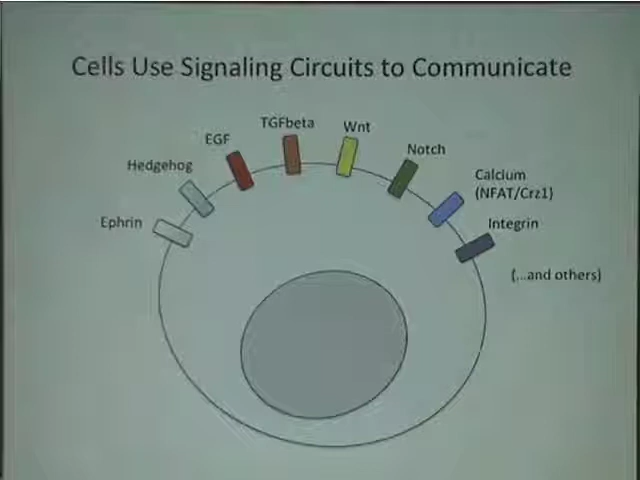 Cells Use Signaling Circuits to Communicate
TGFbeta
Wnt
EGF
Notch
Hedgehog
Calcium
(NFAT/Crz1)
Ephrin
Integrin
(...and others)